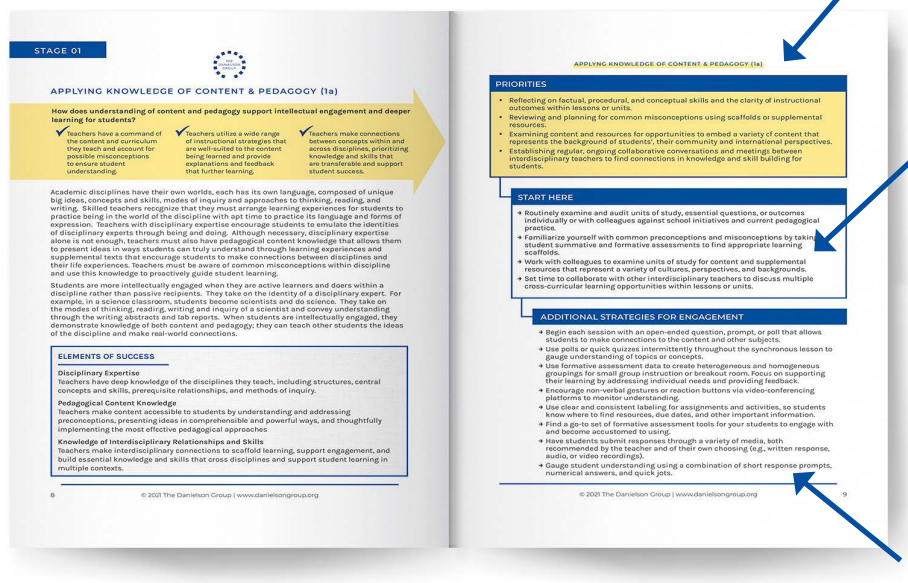 STAGE 01
THE
DANIELSON
GROUP
APPLYING KNOWLEDGE OF CONTENT & PEDAGOGY (1a)
How does understanding of content and pedagogy support intellectual engagement and deeper
learning for students?
Teachers have a command of
the content and curriculum
they teach and account for
possible misconceptions
to ensure student
understanding.
Teachers utilize a wide range
of instructional strategies that
are well-suited to the content
being learned and provide
explanations and feedback
that further learning.
Teachers make connections
between concepts within and
across disciplines, prioritizing
knowledge and skills that
are transferable and support
student success.
Academic disciplines have their own worlds, each has its own language, composed of unique
big ideas, concepts and skills, modes of inquiry and approaches to thinking, reading, and
writing. Skilled teachers recognize that they must arrange learning experiences for students to
practice being in the world of the discipline with apt time to practice its language and forms of
expression. Teachers with disciplinary expertise encourage students to emulate the identities
of disciplinary experts through being and doing. Although necessary, disciplinary expertise
alone is not enough, teachers must also have pedagogical content knowledge that allows them
to present ideas in ways students can truly understand through learning experiences and
supplemental texts that encourage students to make connections between disciplines and
their life experiences. Teachers must be aware of common misconceptions within discipline
and use this knowledge to proactively guide student learning.
Students are more intellectually engaged when they are active learners and doers within a
discipline rather than passive recipients. They take on the identity of a disciplinary expert. For
example, in a science classroom, students become scientists and do science. They take on
the modes of thinking, reading, writing and inquiry of a scientist and convey understanding
through the writing abstracts and lab reports. When students are intellectually engaged, they
demonstrate knowledge of both content and pedagogy; they can teach other students the ideas
of the discipline and make real-world connections.
ELEMENTS OF SUCCESS
Disciplinary Expertise
Teachers have deep knowledge of the disciplines they teach, including structures, central
concepts and skills, prerequisite relationships, and methods of inquiry.
Pedagogical Content Knowledge
Teachers make content accessible to students by understanding and addressing
preconceptions, presenting ideas in comprehensible and powerful ways, and thoughtfully
implementing the most effective pedagogical approaches
Knowledge of Interdisciplinary Relationships and Skills
Teachers make interdisciplinary connections to scaffold learning, support engagement, and
build essential knowledge and skills that cross disciplines and support student learning in
multiple contexts.
8
© 2021 The Danielson Group | www.danielsongroup.org
APPLYNG KNOWLEDGE OF CONTENT & PEDAGOGY (1a)
PRIORITIES
• Reflecting on factual, procedural, and conceptual skills and the clarity of instructional
outcomes within lessons or units.
• Reviewing and planning for common misconceptions using scaffolds or supplemental
resources.
• Examining content and resources for opportunities to embed a variety of content that
represents the background of students', their community and international perspectives.
• Establishing regular, ongoing collaborative conversations and meetings between
interdisciplinary teachers to find connections in knowledge and skill building for
students.
START HERE
→ Routinely examine and audit units of study, essential questions, or outcomes
individually or with colleagues against school initiatives and current pedagogical
practice.
→ Familiarize yourself with common preconceptions and misconceptions by taking
student summative and formative assessments to find appropriate learning
scaffolds.
→ Work with colleagues to examine units of study for content and supplemental
resources that represent a variety of cultures, perspectives, and backgrounds.
→ Set time to collaborate with other interdisciplinary teachers to discuss multiple
cross-curricular learning opportunities within lessons or units.
ADDITIONAL STRATEGIES FOR ENGAGEMENT
→ Begin each session with an open-ended question, prompt, or poll that allows
students to make connections to the content and other subjects.
→ Use polls or quick quizzes intermittently throughout the synchronous lesson to
gauge understanding of topics or concepts.
→ Use formative assessment data to create heterogeneous and homogeneous
groupings for small group instruction or breakout room. Focus on supporting
their learning by addressing individual needs and providing feedback.
→ Encourage non-verbal gestures or reaction buttons via video-conferencing
platforms to monitor understanding.
→ Use clear and consistent labeling for assignments and activities, so students
know where to find resources, due dates, and other important information.
→ Find a go-to set of formative assessment tools for your students to engage with
and become accustomed to using.
→ Have students submit responses through a variety of media, both
recommended by the teacher and of their own choosing (e.g., written response,
audio, or video recordings).
→ Gauge student understanding using a combination of short response prompts,
numerical answers, and quick jots.
© 2021 The Danielson Group | www.danielsongroup.org
9